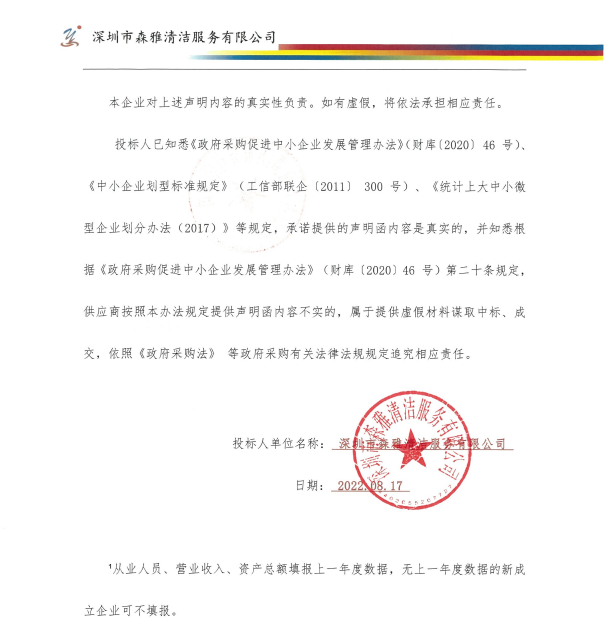 深圳市森雅清洁服务有限公司
本企业对上述声明内容的真实性负责。如有虚假，将依法承担相应责任。
投标人已知悉《政府采购促进中小企业发展管理办法》（财库〔2020〕46 号）、
《中小企业划型标准规定》（工信部联企〔2011〕 300 号）、《统计上大中小微
型企业划分办法（2017）》等规定，承诺提供的声明函内容是真实的，并知悉根
据《政府采购促进中小企业发展管理办法》（财库〔2020〕46 号）第二十条规定，
供应商按照本办法规定提供声明函内容不实的，属于提供虚假材料谋取中标、成
交，依照《政府采购法》 等政府采购有关法律法规规定追究相应责任。
投标人单位名称：深圳市森雅清洁服务有限公司
深圳市森雅清洁服务有限公司
日期：2022.08.17
¹从业人员、营业收入、资产总额填报上一年度数据，无上一年度数据的新成
立企业可不填报。